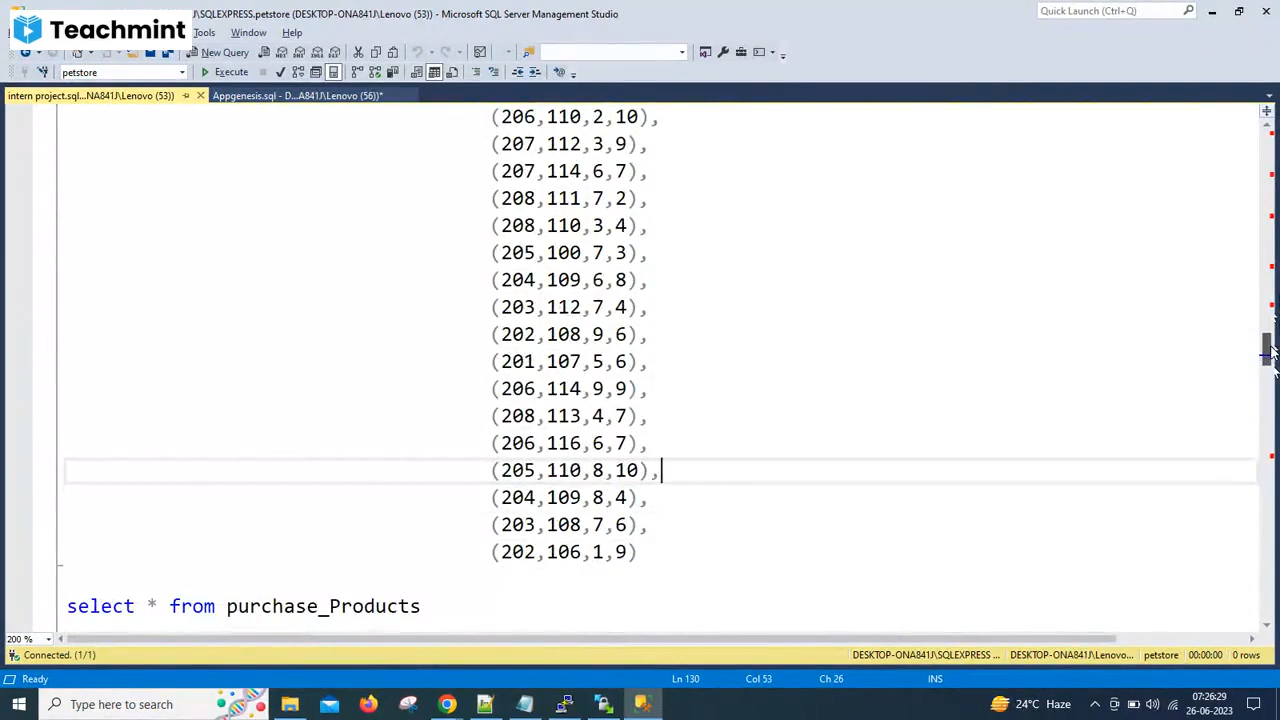 \SQLEXPRESS.petstore (DESKTOP-ONA841J\Lenovo (53)) - Microsoft SQL Server Management Studio
Quick Launch (Ctrl+Q)
Teachmint
Tools Window Help
New Query
petstore Execute
intern project.sql...NA841J\Lenovo (53)) Appgenesis.sql - D...A841J\Lenovo (56))*
(206,110,2,10),
(207,112,3,9),
(207,114,6,7),
(208,111,7,2),
(208,110,3,4),
(205,100,7,3),
(204,109,6,8),
(203,112,7,4),
(202,108,9,6),
(201,107,5,6),
(206,114,9,9),
(208,113,4,7),
(206,116,6,7),
(205,110,8,10),
(204,109,8,4),
(203,108,7,6),
(202,106,1,9)
select * from purchase_Products
200 %
Connected. (1/1) DESKTOP-ONA841J\SQLEXPRESS ... DESKTOP-ONA841J\Lenovo... petstore 00:00:00 0 rows
Ready Ln 130 Col 53 Ch 26 INS
Type here to search 24°C Haze 07:26:29
26-06-2023